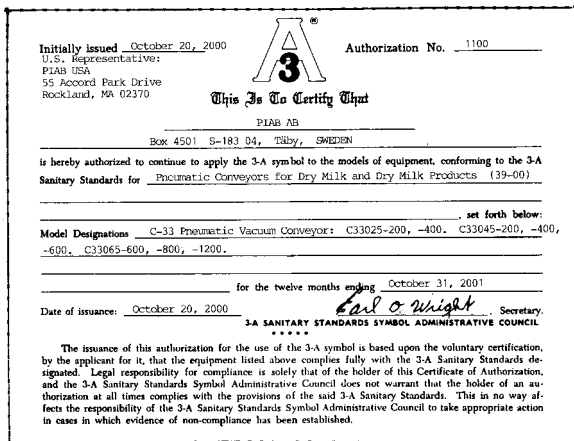 Initially issued October 20, 2000
U.S. Representative:
PIAB USA
55 Accord Park Drive
Rockland, MA 02370
A
3
®
Authorization No. 1100
This Is To Certify That
PIAB AB
Box 4501 S-183 04, Täby, SWEDEN
is hereby authorized to continue to apply the 3-A symbol to the models of equipment, conforming to the 3-A
Sanitary Standards for Pneumatic Conveyors for Dry Milk and Dry Milk Products (39-00)
, set forth below:
Model Designations C-33 Pneumatic Vacuum Conveyor: C33025-200, -400. C33045-200, -400,
-600. C33065-600, -800, -1200.
for the twelve months ending October 31, 2001
Date of issuance: October 20, 2000 Earl O. Wright Secretary.
3-A SANITARY STANDARDS SYMBOL ADMINISTRATIVE COUNCIL
* * * * *
The issuance of this authorization for the use of the 3-A symbol is based upon the voluntary certification,
by the applicant for it, that the equipment listed above complies fully with the 3-A Sanitary Standards de-
signated. Legal responsibility for compliance is solely that of the holder of this Certificate of Authorization,
and the 3-A Sanitary Standards Symbol Administrative Council does not warrant that the holder of an au-
thorization at all times complies with the provisions of the said 3-A Sanitary Standards. This in no way af-
fects the responsibility of the 3-A Sanitary Standards Symbol Administrative Council to take appropriate action
in cases in which evidence of non-compliance has been established.